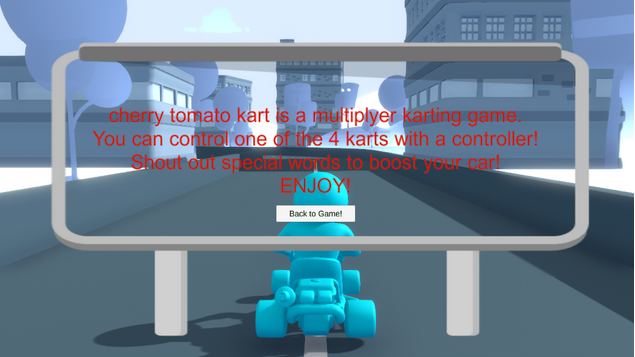 cherry tomato kart is a multiplyer karting game.
You can control one of the 4 karts with a controller!
Shout out special words to boost your car!
ENJOY!
Back to Game!